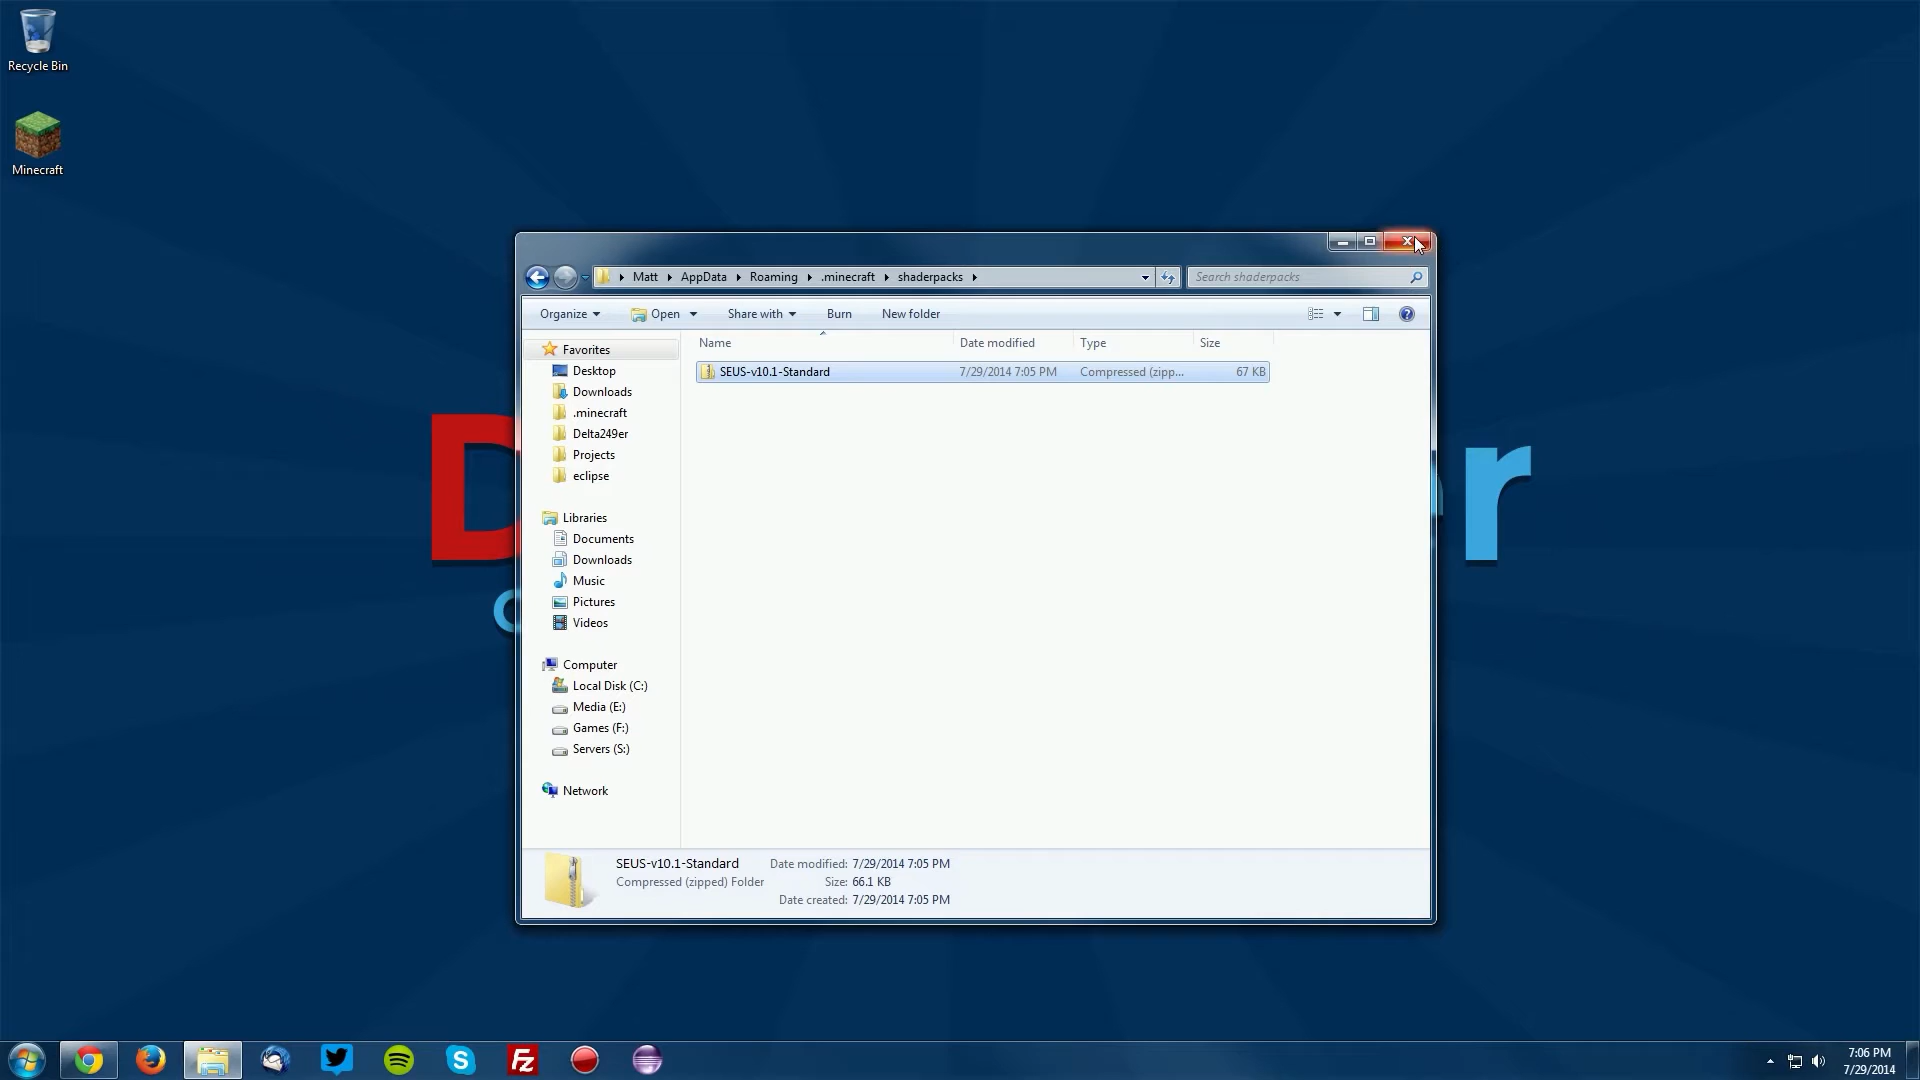 Recycle Bin
Minecraft
Matt AppData Roaming .minecraft shaderpacks
Search shaderpacks
Organize Open Share with Burn New folder
Name Date modified Type Size
SEUS-v10.1-Standard 7/29/2014 7:05 PM Compressed (zipp... 67 KB
Favorites
Desktop
Downloads
.minecraft
Delta249er
Projects
eclipse
Libraries
Documents
Downloads
Music
Pictures
Videos
Computer
Local Disk (C:)
Media (E:)
Games (F:)
Servers (S:)
Network
D
r
SEUS-v10.1-Standard Date modified: 7/29/2014 7:05 PM
Compressed (zipped) Folder Size: 66.1 KB
Date created: 7/29/2014 7:05 PM
7:06 PM
7/29/2014